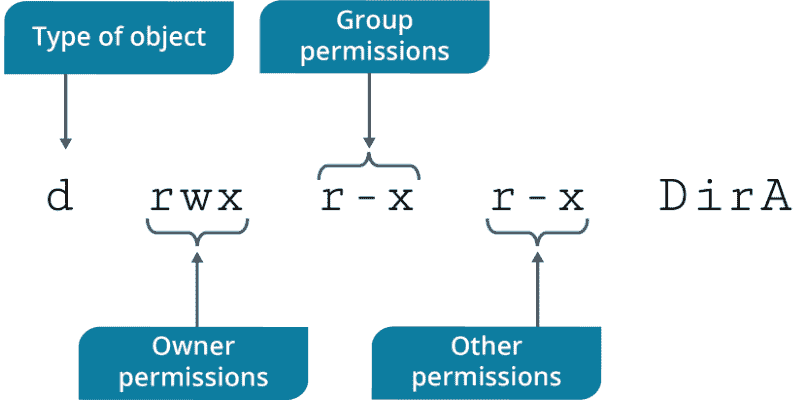 Type of object
Group
permissions
d rwx r-x r-x DirA
Owner
permissions
Other
permissions